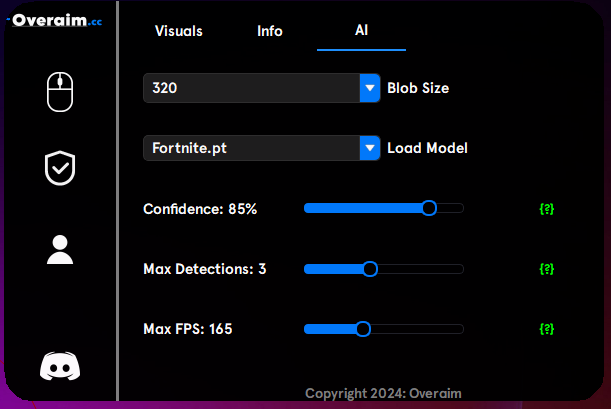 Overaim.cc
Visuals Info AI
320 Blob Size
Fortnite.pt Load Model
Confidence: 85% {?}
Max Detections: 3 {?}
Max FPS: 165 {?}
Copyright 2024: Overaim